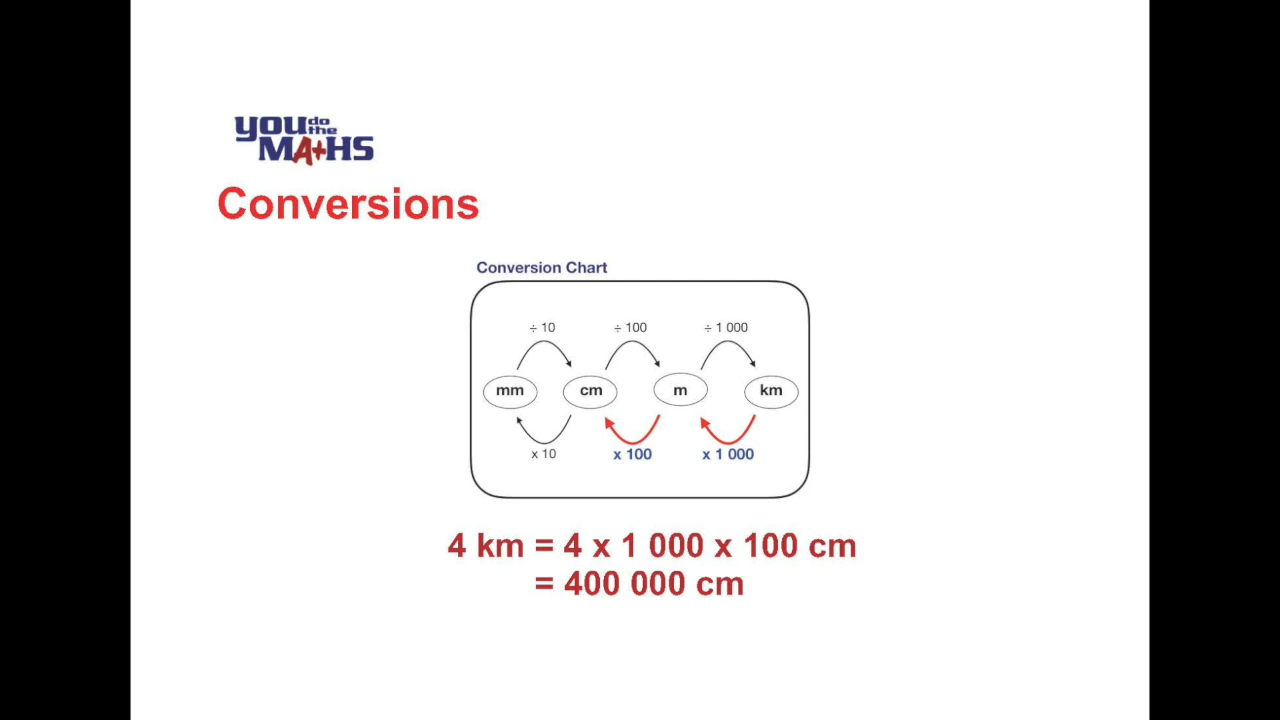 you do the
MATHS
Conversions
Conversion Chart
÷ 10 ÷ 100 ÷ 1 000
mm cm m km
x 10 x 100 x 1 000
4 km = 4 x 1 000 x 100 cm
= 400 000 cm